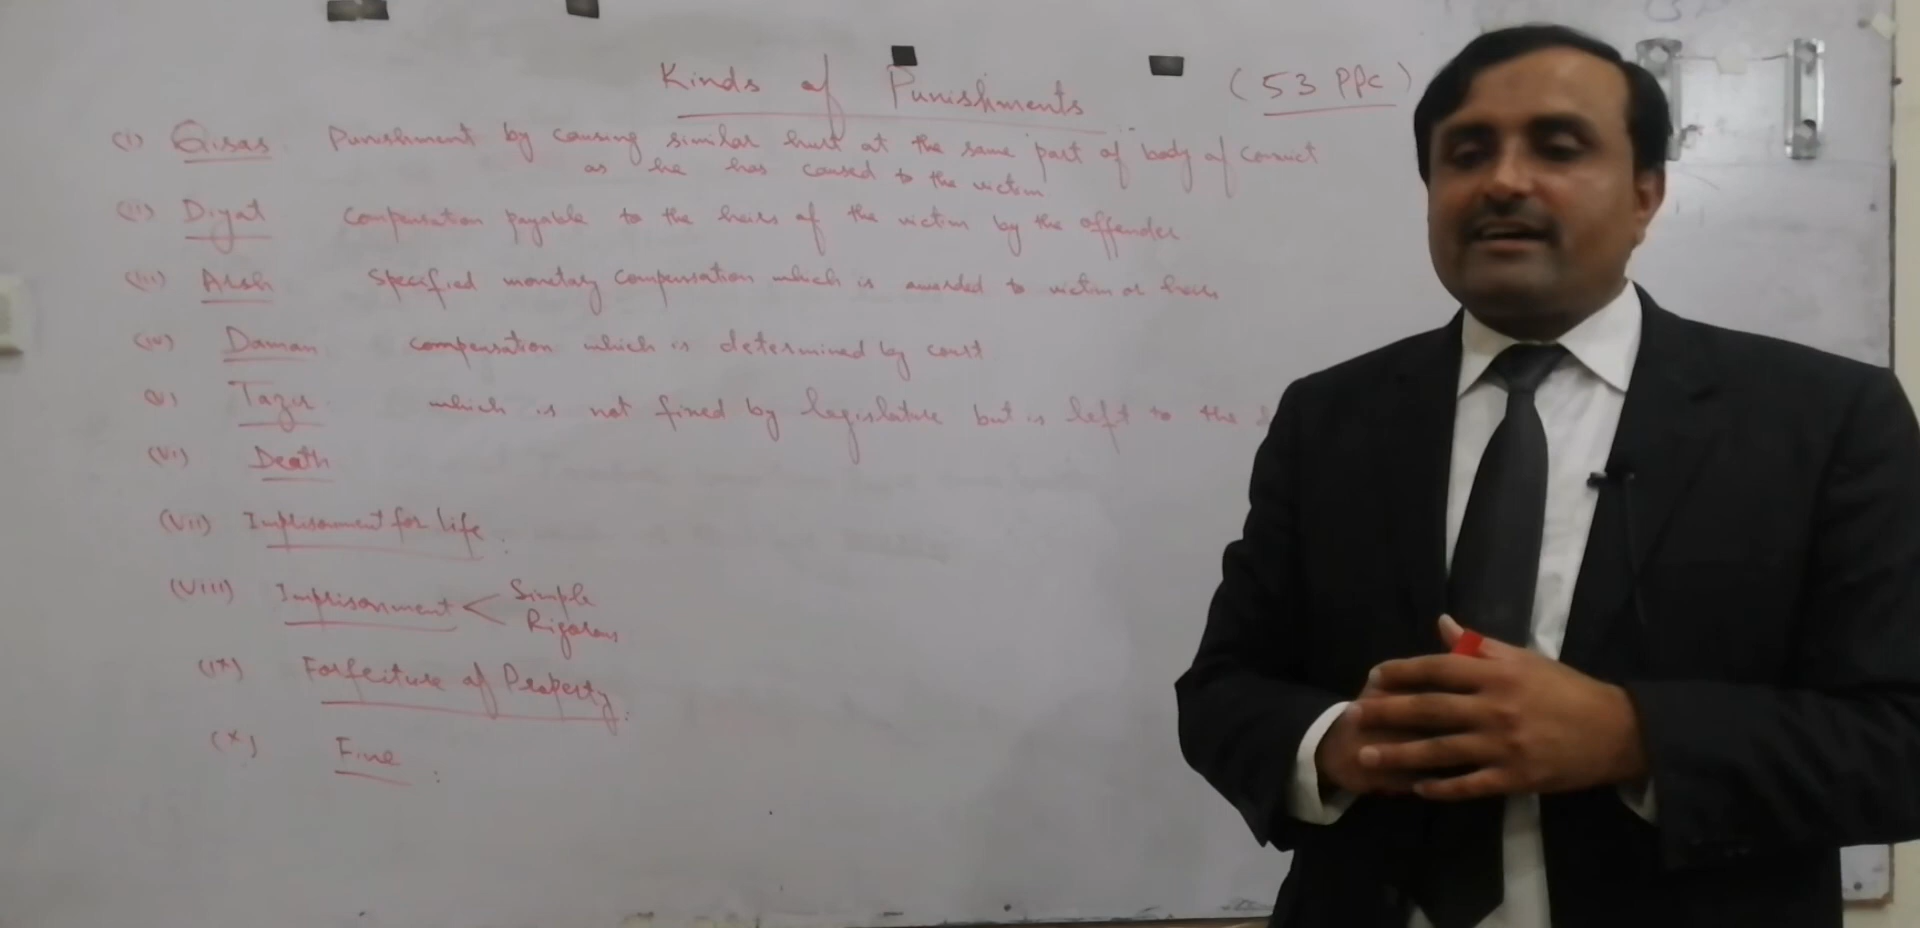 Kinds of Punishments (53 PPC)
(i) Qisas Punishment by causing similar hurt at the same part of body of convict
as he has caused to the victim
(ii) Diyat Compensation payable to the heirs of the victim by the offender
(iii) Arsh Specified monetary compensation which is awarded to victim or heirs
(iv) Daman compensation which is determined by court
(v) Tazir which is not fixed by legislature but is left to the
(vi) Death
(vii) Imprisonment for life.
(viii) Imprisonment < Simple
Rigorous
(ix) Forfeiture of Property.
(x) Fine :